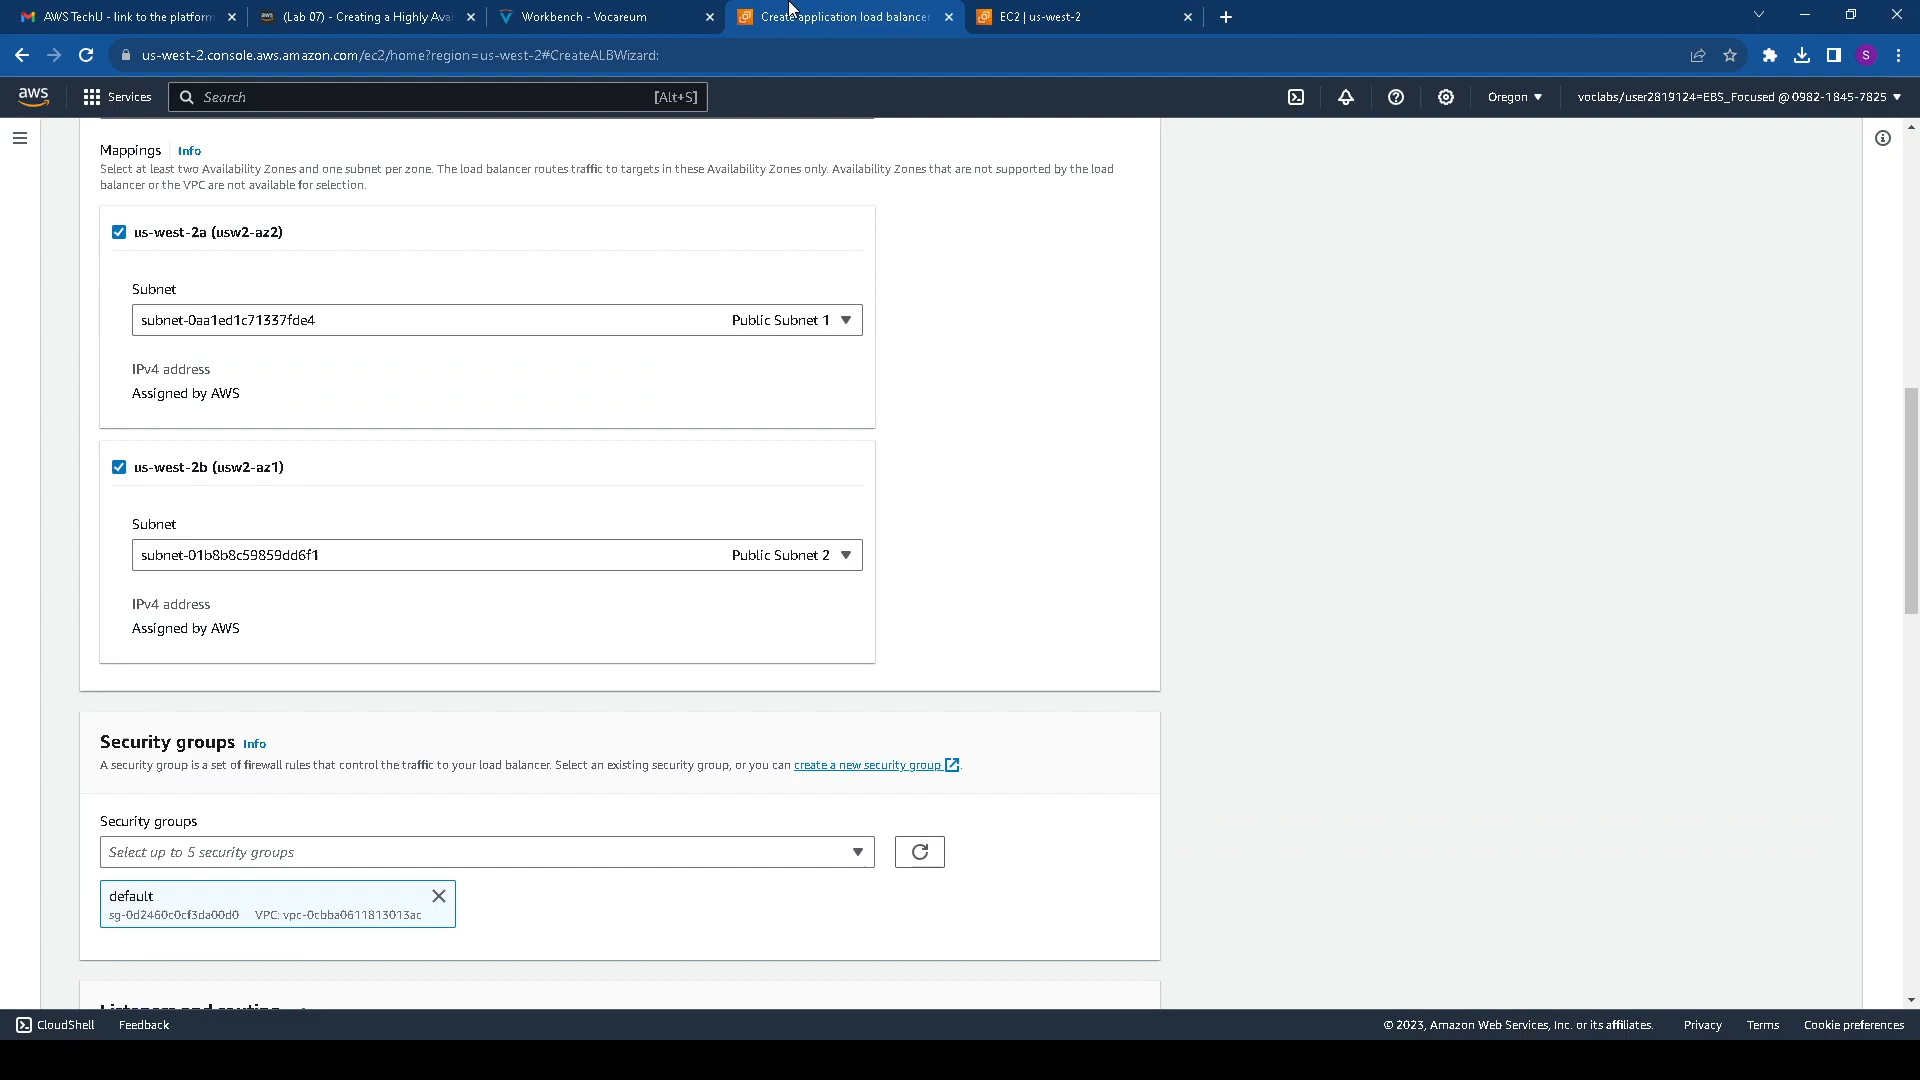 AWS TechU - link to the platform
(Lab 07) - Creating a Highly Avai
Workbench - Vocareum
Create application load balancer
EC2 | us-west-2
us-west-2.console.aws.amazon.com/ec2/home?region=us-west-2#CreateALBWizard:
S
aws
Services
Search
[Alt+S]
Oregon
voclabs/user2819124=EBS_Focused @ 0982-1845-7825
Mappings Info
Select at least two Availability Zones and one subnet per zone. The load balancer routes traffic to targets in these Availability Zones only. Availability Zones that are not supported by the load
balancer or the VPC are not available for selection.
us-west-2a (usw2-az2)
Subnet
subnet-0aa1ed1c71337fde4 Public Subnet 1
IPv4 address
Assigned by AWS
us-west-2b (usw2-az1)
Subnet
subnet-01b8b8c59859dd6f1 Public Subnet 2
IPv4 address
Assigned by AWS
Security groups Info
A security group is a set of firewall rules that control the traffic to your load balancer. Select an existing security group, or you can create a new security group.
Security groups
Select up to 5 security groups
default
sg-0d2460c0cf3da00d0 VPC: vpc-0cbba0611813013ac
Listeners and routing
CloudShell
Feedback
© 2023, Amazon Web Services, Inc. or its affiliates.
Privacy
Terms
Cookie preferences